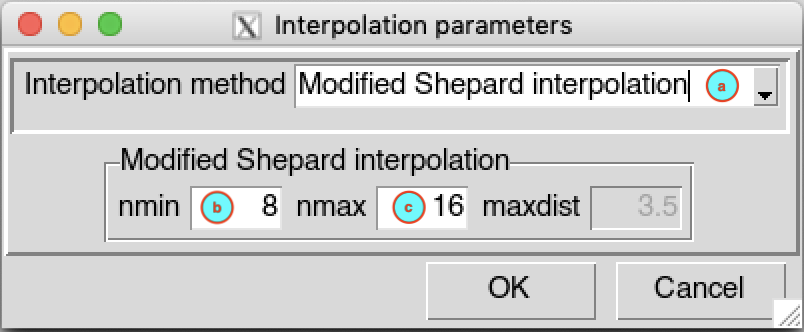 Interpolation parameters
Interpolation method Modified Shepard interpolation a
Modified Shepard interpolation
nmin b 8 nmax c 16 maxdist 3.5
OK Cancel